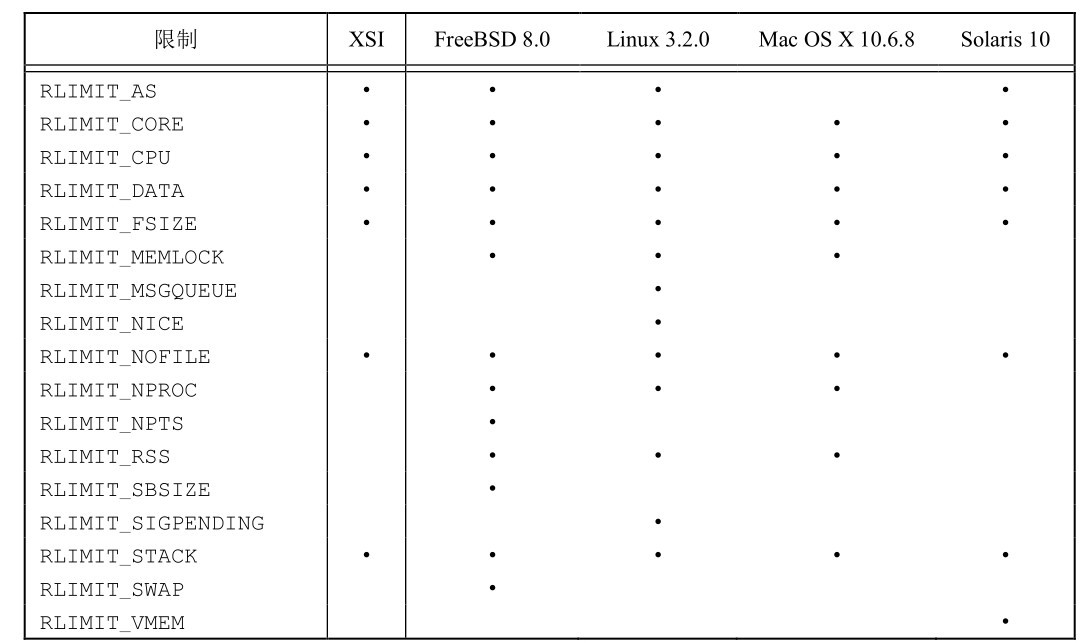 限制 XSI FreeBSD 8.0 Linux 3.2.0 Mac OS X 10.6.8 Solaris 10
RLIMIT_AS • • • •
RLIMIT_CORE • • • • •
RLIMIT_CPU • • • • •
RLIMIT_DATA • • • • •
RLIMIT_FSIZE • • • • •
RLIMIT_MEMLOCK • • •
RLIMIT_MSGQUEUE •
RLIMIT_NICE •
RLIMIT_NOFILE • • • • •
RLIMIT_NPROC • • •
RLIMIT_NPTS •
RLIMIT_RSS • • •
RLIMIT_SBSIZE •
RLIMIT_SIGPENDING •
RLIMIT_STACK • • • • •
RLIMIT_SWAP •
RLIMIT_VMEM •